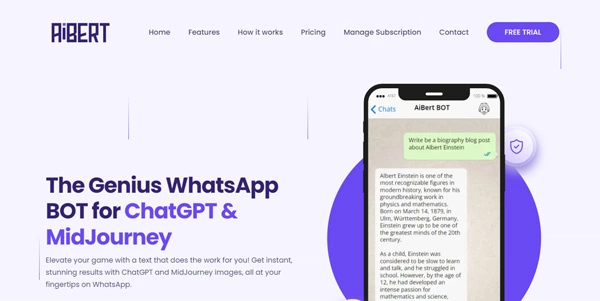 AiBERT
Home Features How it works Pricing Manage Subscription Contact FREE TRIAL
The Genius WhatsApp
BOT for ChatGPT &
MidJourney
Elevate your game with a text that does the work for you! Get instant,
stunning results with ChatGPT and MidJourney images, all at your
fingertips on WhatsApp.
Chats AiBert BOT
Write be a biography blog post
about Albert Einstein
Albert Einstein is one of the
most recognizable figures in
modern history, known for his
groundbreaking work in
physics and mathematics.
Born on March 14, 1879, in
Ulm, Württemberg, Germany,
Einstein grew up to be one of
the greatest minds of the 20th
century.
As a child, Einstein was
considered to be slow to learn
and talk, and he struggled in
school. However, by the age of
12, he had developed an
intense passion for
mathematics and science,